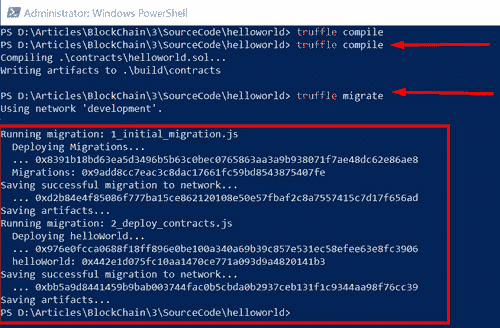 Administrator: Windows PowerShell
PS D:\Articles\BlockChain\3\SourceCode\helloworld> truffle compile
PS D:\Articles\BlockChain\3\SourceCode\helloworld> truffle compile
Compiling .\contracts\helloworld.sol...
Writing artifacts to .\build\contracts
PS D:\Articles\BlockChain\3\SourceCode\helloworld> truffle migrate
Using network 'development'.
Running migration: 1_initial_migration.js
Deploying Migrations...
... 0x8391b18bd63ea5d3496b5b63c0bec0765863aa3a9b938071f7ae48dc62e86ae8
Migrations: 0x9add8cc7eac3c8dac17661fc59bd8543875407fe
Saving successful migration to network...
... 0xd2b84e4f85086f777ba15ce862120108e50e57fbaf2c8a7557415c7d17f656ad
Saving artifacts...
Running migration: 2_deploy_contracts.js
Deploying helloWorld...
... 0x976e0fcca0688f18ff896e0be100a340a69b39c857e531ec58efee63e8fc3906
helloWorld: 0x442e1d075fc10aa1470ce771a093d9a4820141b3
Saving successful migration to network...
... 0xbb5a9d8441459b9bab003744fac0b5cbda0b2937ceb131f1c9344aa98f76cc39
Saving artifacts...
PS D:\Articles\BlockChain\3\SourceCode\helloworld>